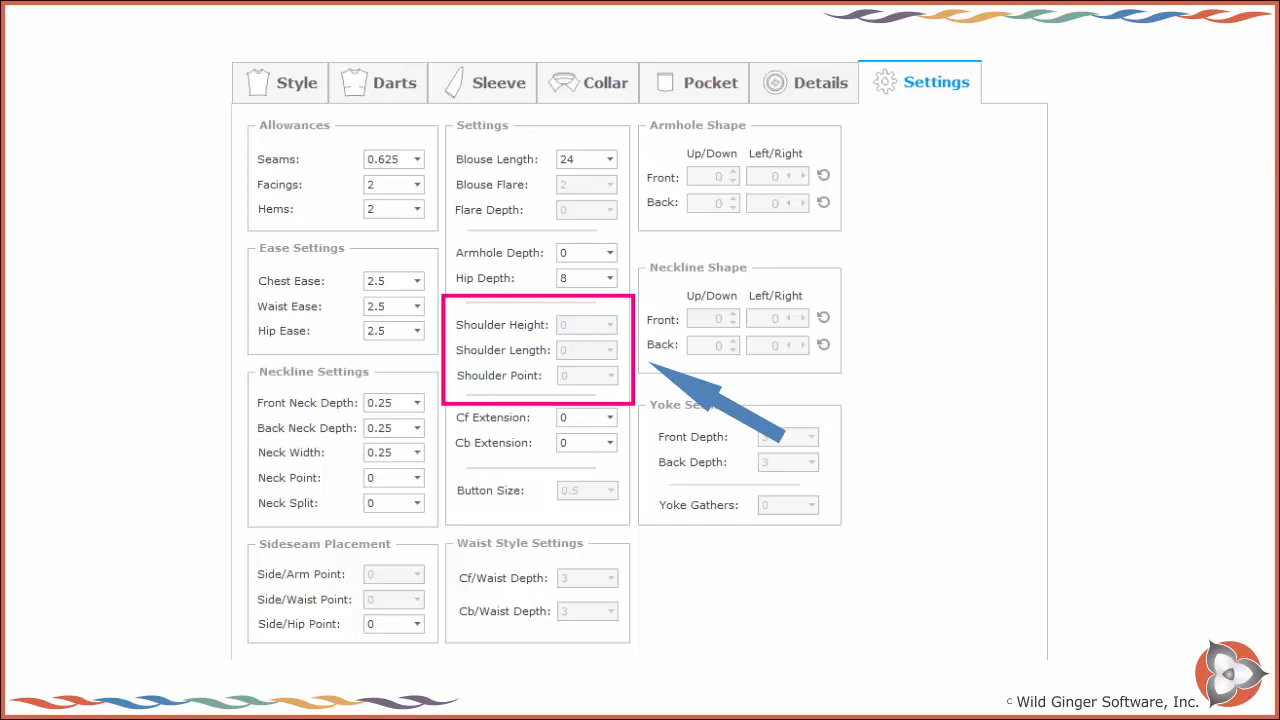 Style Darts Sleeve Collar Pocket Details Settings
Allowances
Seams: 0.625
Facings: 2
Hems: 2
Ease Settings
Chest Ease: 2.5
Waist Ease: 2.5
Hip Ease: 2.5
Neckline Settings
Front Neck Depth: 0.25
Back Neck Depth: 0.25
Neck Width: 0.25
Neck Point: 0
Neck Split: 0
Sideseam Placement
Side/Arm Point: 0
Side/Waist Point: 0
Side/Hip Point: 0
Settings
Blouse Length: 24
Blouse Flare: 2
Flare Depth: 0
Armhole Depth: 0
Hip Depth: 8
Shoulder Height: 0
Shoulder Length: 0
Shoulder Point: 0
Cf Extension: 0
Cb Extension: 0
Button Size: 0.5
Waist Style Settings
Cf/Waist Depth: 3
Cb/Waist Depth: 3
Armhole Shape
Up/Down Left/Right
Front: 0 0
Back: 0 0
Neckline Shape
Up/Down Left/Right
Front: 0 0
Back: 0 0
Yoke
Front Depth:
Back Depth: 3
Yoke Gathers: 0
© Wild Ginger Software, Inc.